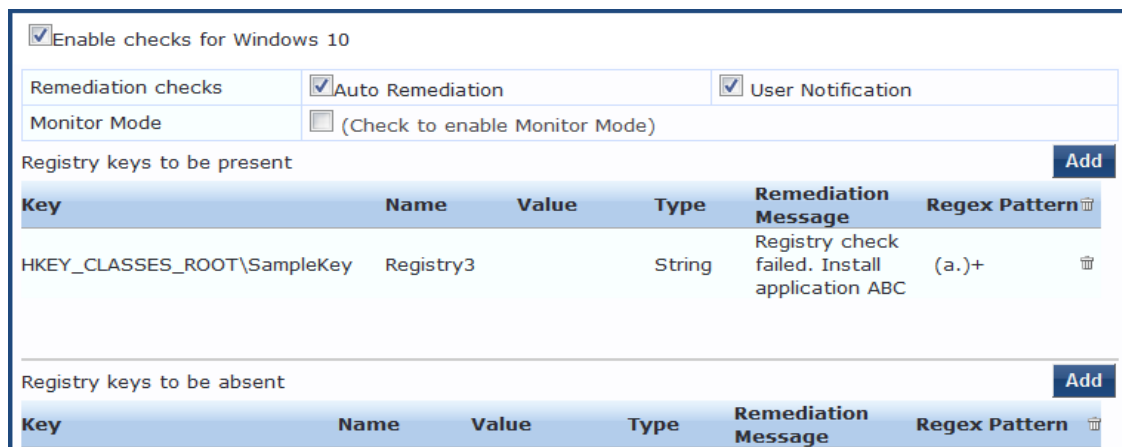 Enable checks for Windows 10
Remediation checks Auto Remediation User Notification
Monitor Mode (Check to enable Monitor Mode)
Registry keys to be present Add
Key Name Value Type Remediation Message Regex Pattern
HKEY_CLASSES_ROOT\SampleKey Registry3 String Registry check failed. Install application ABC (a.)+
Registry keys to be absent Add
Key Name Value Type Remediation Message Regex Pattern